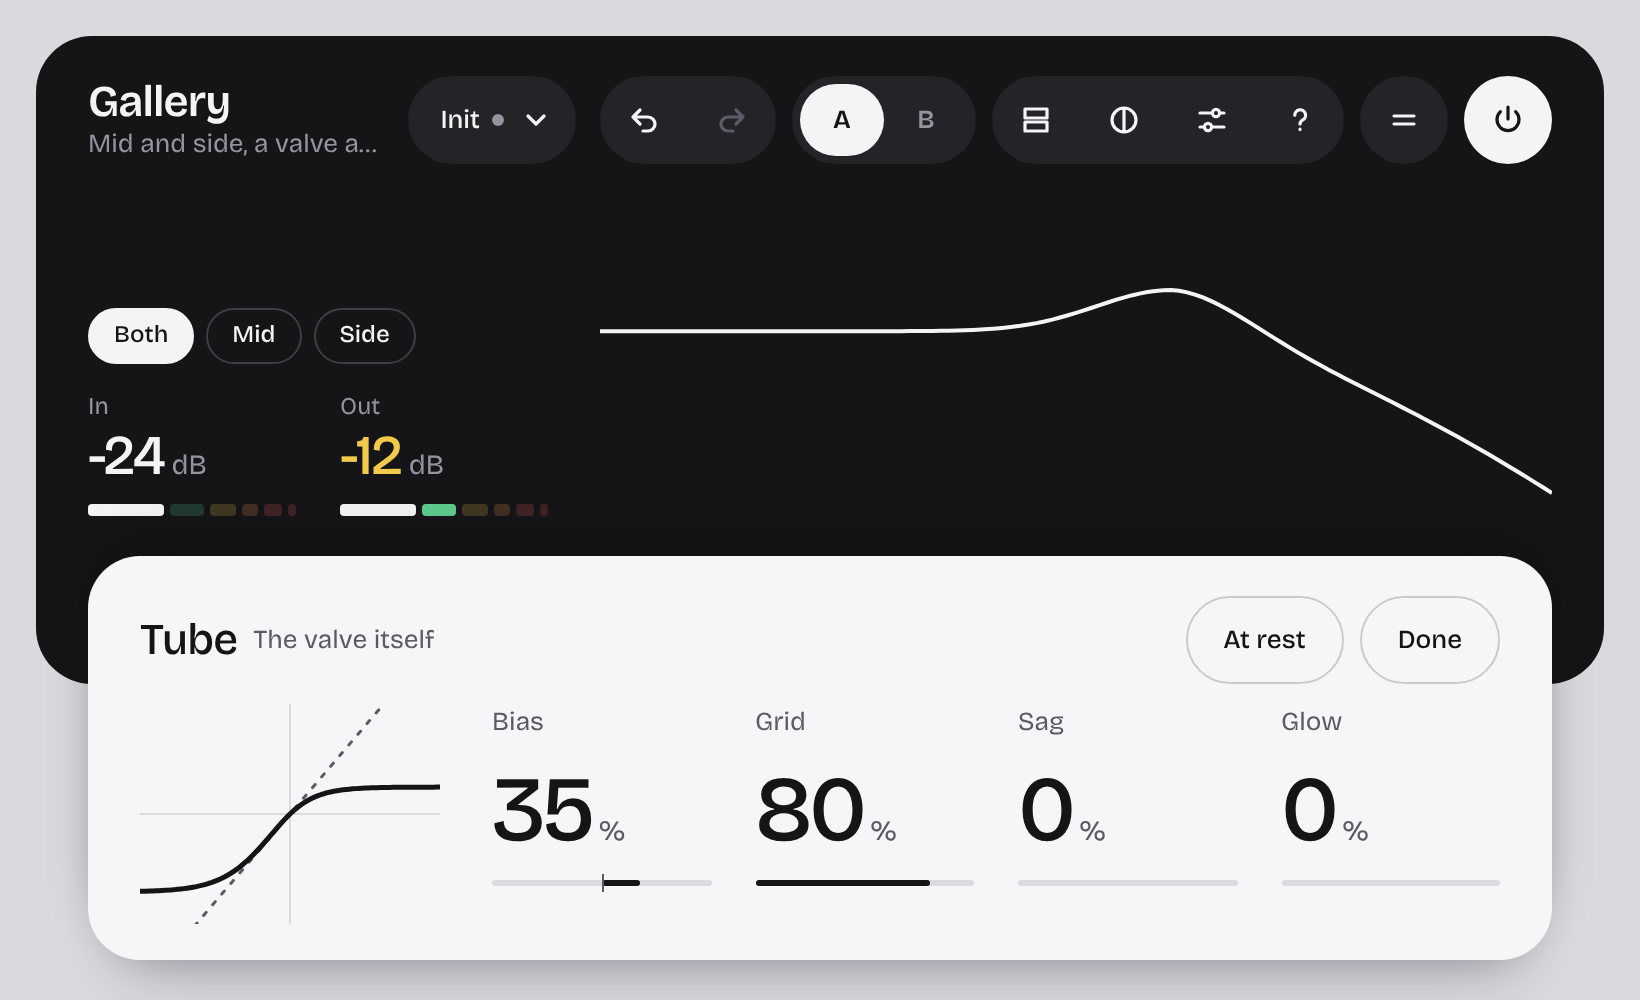 Gallery
Mid and side, a valve a...
Init
A
B
?
Both
Mid
Side
In
Out
-24 dB
-12 dB
Tube The valve itself
At rest
Done
Bias
Grid
Sag
Glow
35 %
80 %
0 %
0 %